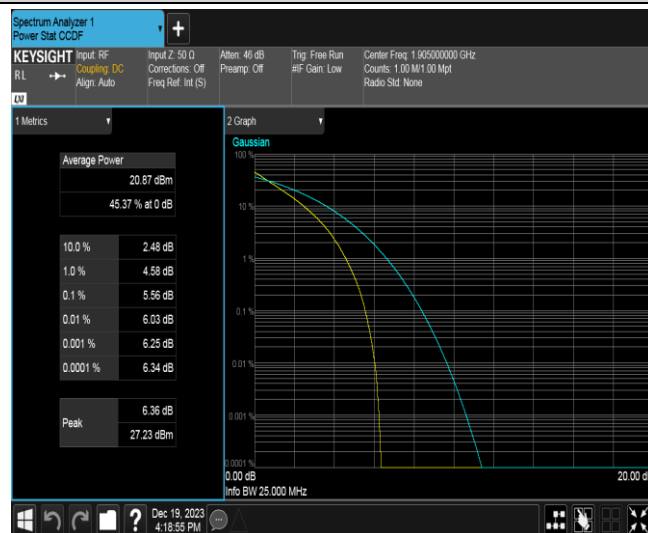 Spectrum Analyzer 1
Power Stat CCDF
+
KEYSIGHT
RL
LXI
Input: RF
Coupling: DC
Align: Auto
Input Z: 50 Ω
Corrections: Off
Freq Ref: Int (S)
Atten: 46 dB
Preamp: Off
Trig: Free Run
#IF Gain: Low
Center Freq: 1.905000000 GHz
Counts: 1.00 M/1.00 Mpt
Radio Std: None
1 Metrics
Average Power
20.87 dBm
45.37 % at 0 dB
10.0 % 2.48 dB
1.0 % 4.58 dB
0.1 % 5.56 dB
0.01 % 6.03 dB
0.001 % 6.25 dB
0.0001 % 6.34 dB
Peak
6.36 dB
27.23 dBm
2 Graph
Gaussian
100 %
10 %
1 %
0.1 %
0.01 %
0.001 %
0.0001 %
0.00 dB
20.00 d
Info BW 25.000 MHz
?
Dec 19, 2023
4:18:55 PM